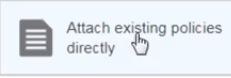 Attach existing policies
directly